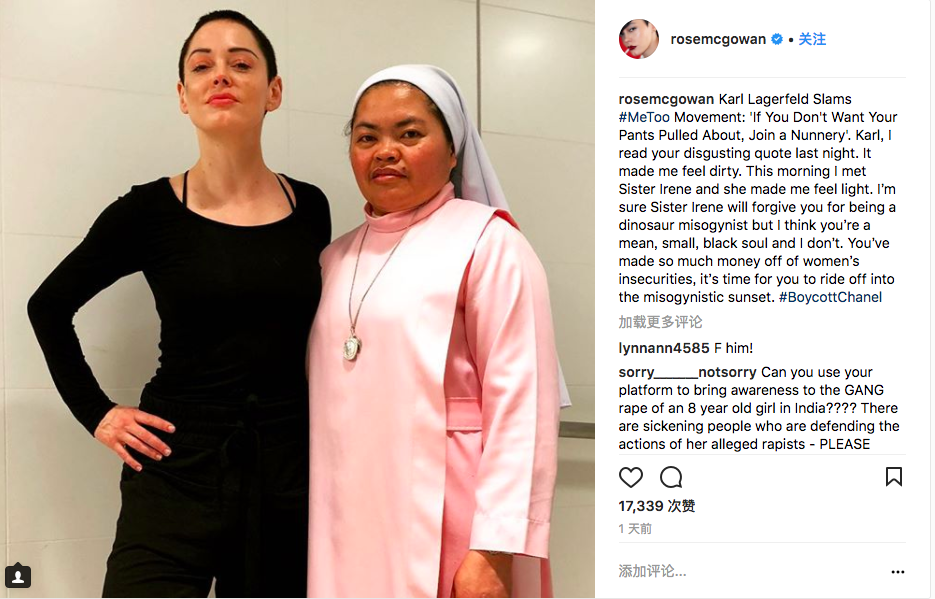 rosemcgowan • 关注
rosemcgowan Karl Lagerfeld Slams
#MeToo Movement: 'If You Don't Want Your
Pants Pulled About, Join a Nunnery'. Karl, I
read your disgusting quote last night. It
made me feel dirty. This morning I met
Sister Irene and she made me feel light. I'm
sure Sister Irene will forgive you for being a
dinosaur misogynist but I think you're a
mean, small, black soul and I don't. You've
made so much money off of women's
insecurities, it's time for you to ride off into
the misogynistic sunset. #BoycottChanel
加载更多评论
lynnann4585 F him!
sorry______notsorry Can you use your
platform to bring awareness to the GANG
rape of an 8 year old girl in India???? There
are sickening people who are defending the
actions of her alleged rapists - PLEASE
17,339 次赞
1 天前
添加评论...